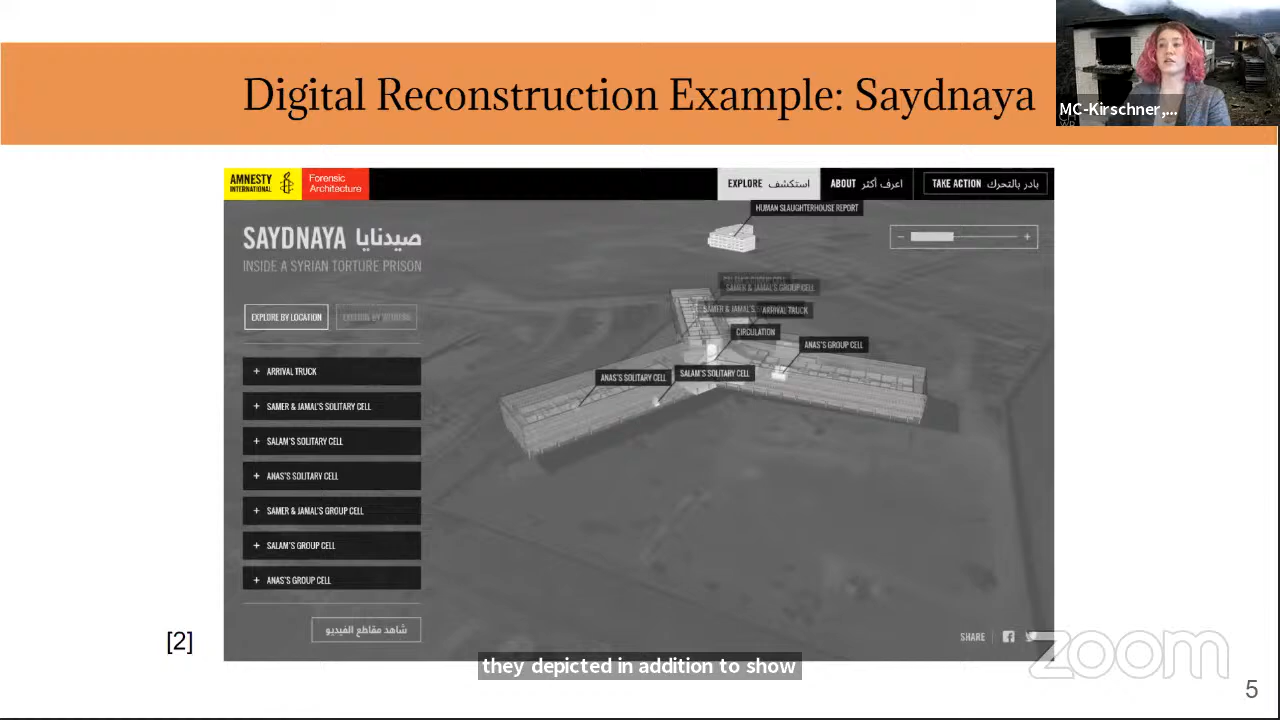 Digital Reconstruction Example: Saydnaya
MC-Kirschner,...
AMNESTY
INTERNATIONAL
Forensic
Architecture
EXPLORE استكشف
ABOUT اعرف أكثر
TAKE ACTION بادر بالتحرك
HUMAN SLAUGHTERHOUSE REPORT
SAYDNAYA صيدنايا
INSIDE A SYRIAN TORTURE PRISON
− +
SAMER & JAMAL'S GROUP CELL
SAMER & JAMAL'S
ARRIVAL TRUCK
CIRCULATION
ANAS'S GROUP CELL
ANAS'S SOLITARY CELL
SALAM'S SOLITARY CELL
EXPLORE BY LOCATION
+ ARRIVAL TRUCK
+ SAMER & JAMAL'S SOLITARY CELL
+ SALAM'S SOLITARY CELL
+ ANAS'S SOLITARY CELL
+ SAMER & JAMAL'S GROUP CELL
+ SALAM'S GROUP CELL
+ ANAS'S GROUP CELL
شاهد مقاطع الفيديو
SHARE
[2]
they depicted in addition to show
zoom
5